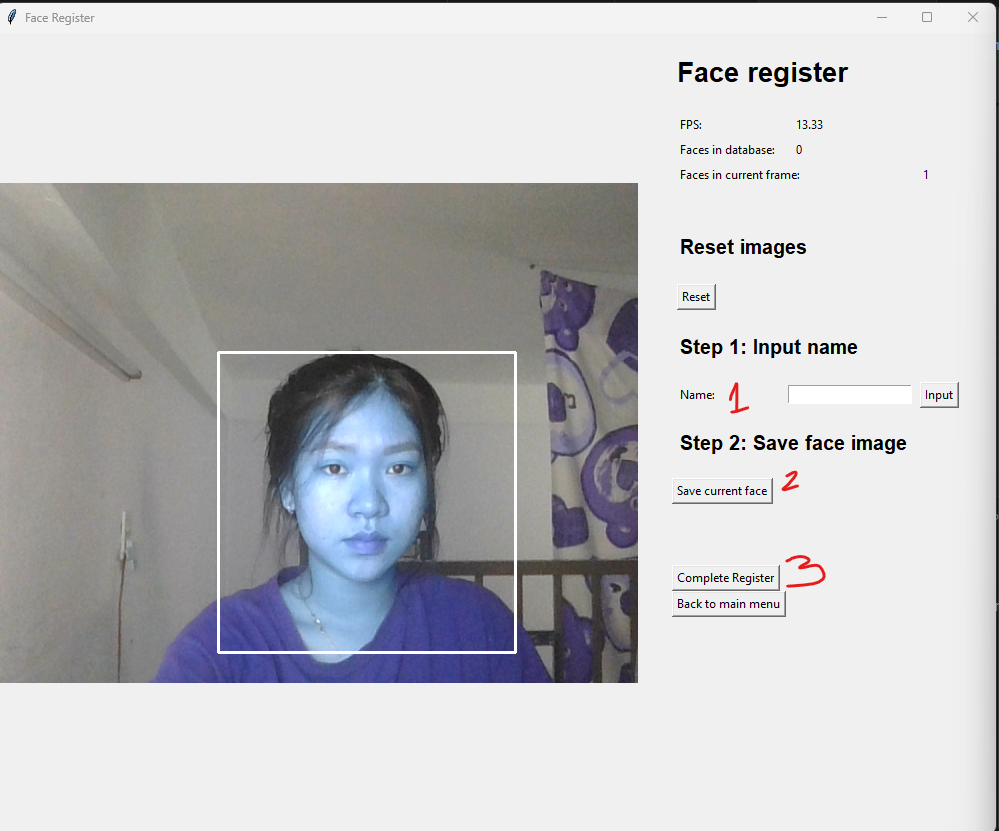 Face Register
Face register
FPS: 13.33
Faces in database: 0
Faces in current frame: 1
Reset images
Reset
Step 1: Input name
Name: 1 Input
Step 2: Save face image
Save current face 2
Complete Register 3
Back to main menu